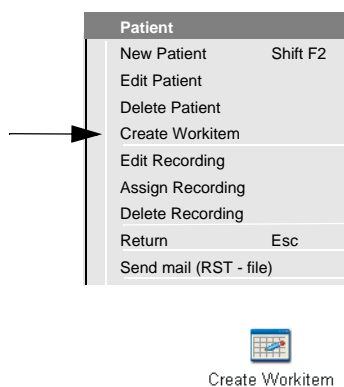 Patient
New Patient Shift F2
Edit Patient
Delete Patient
Create Workitem
Edit Recording
Assign Recording
Delete Recording
Return Esc
Send mail (RST - file)
Create Workitem